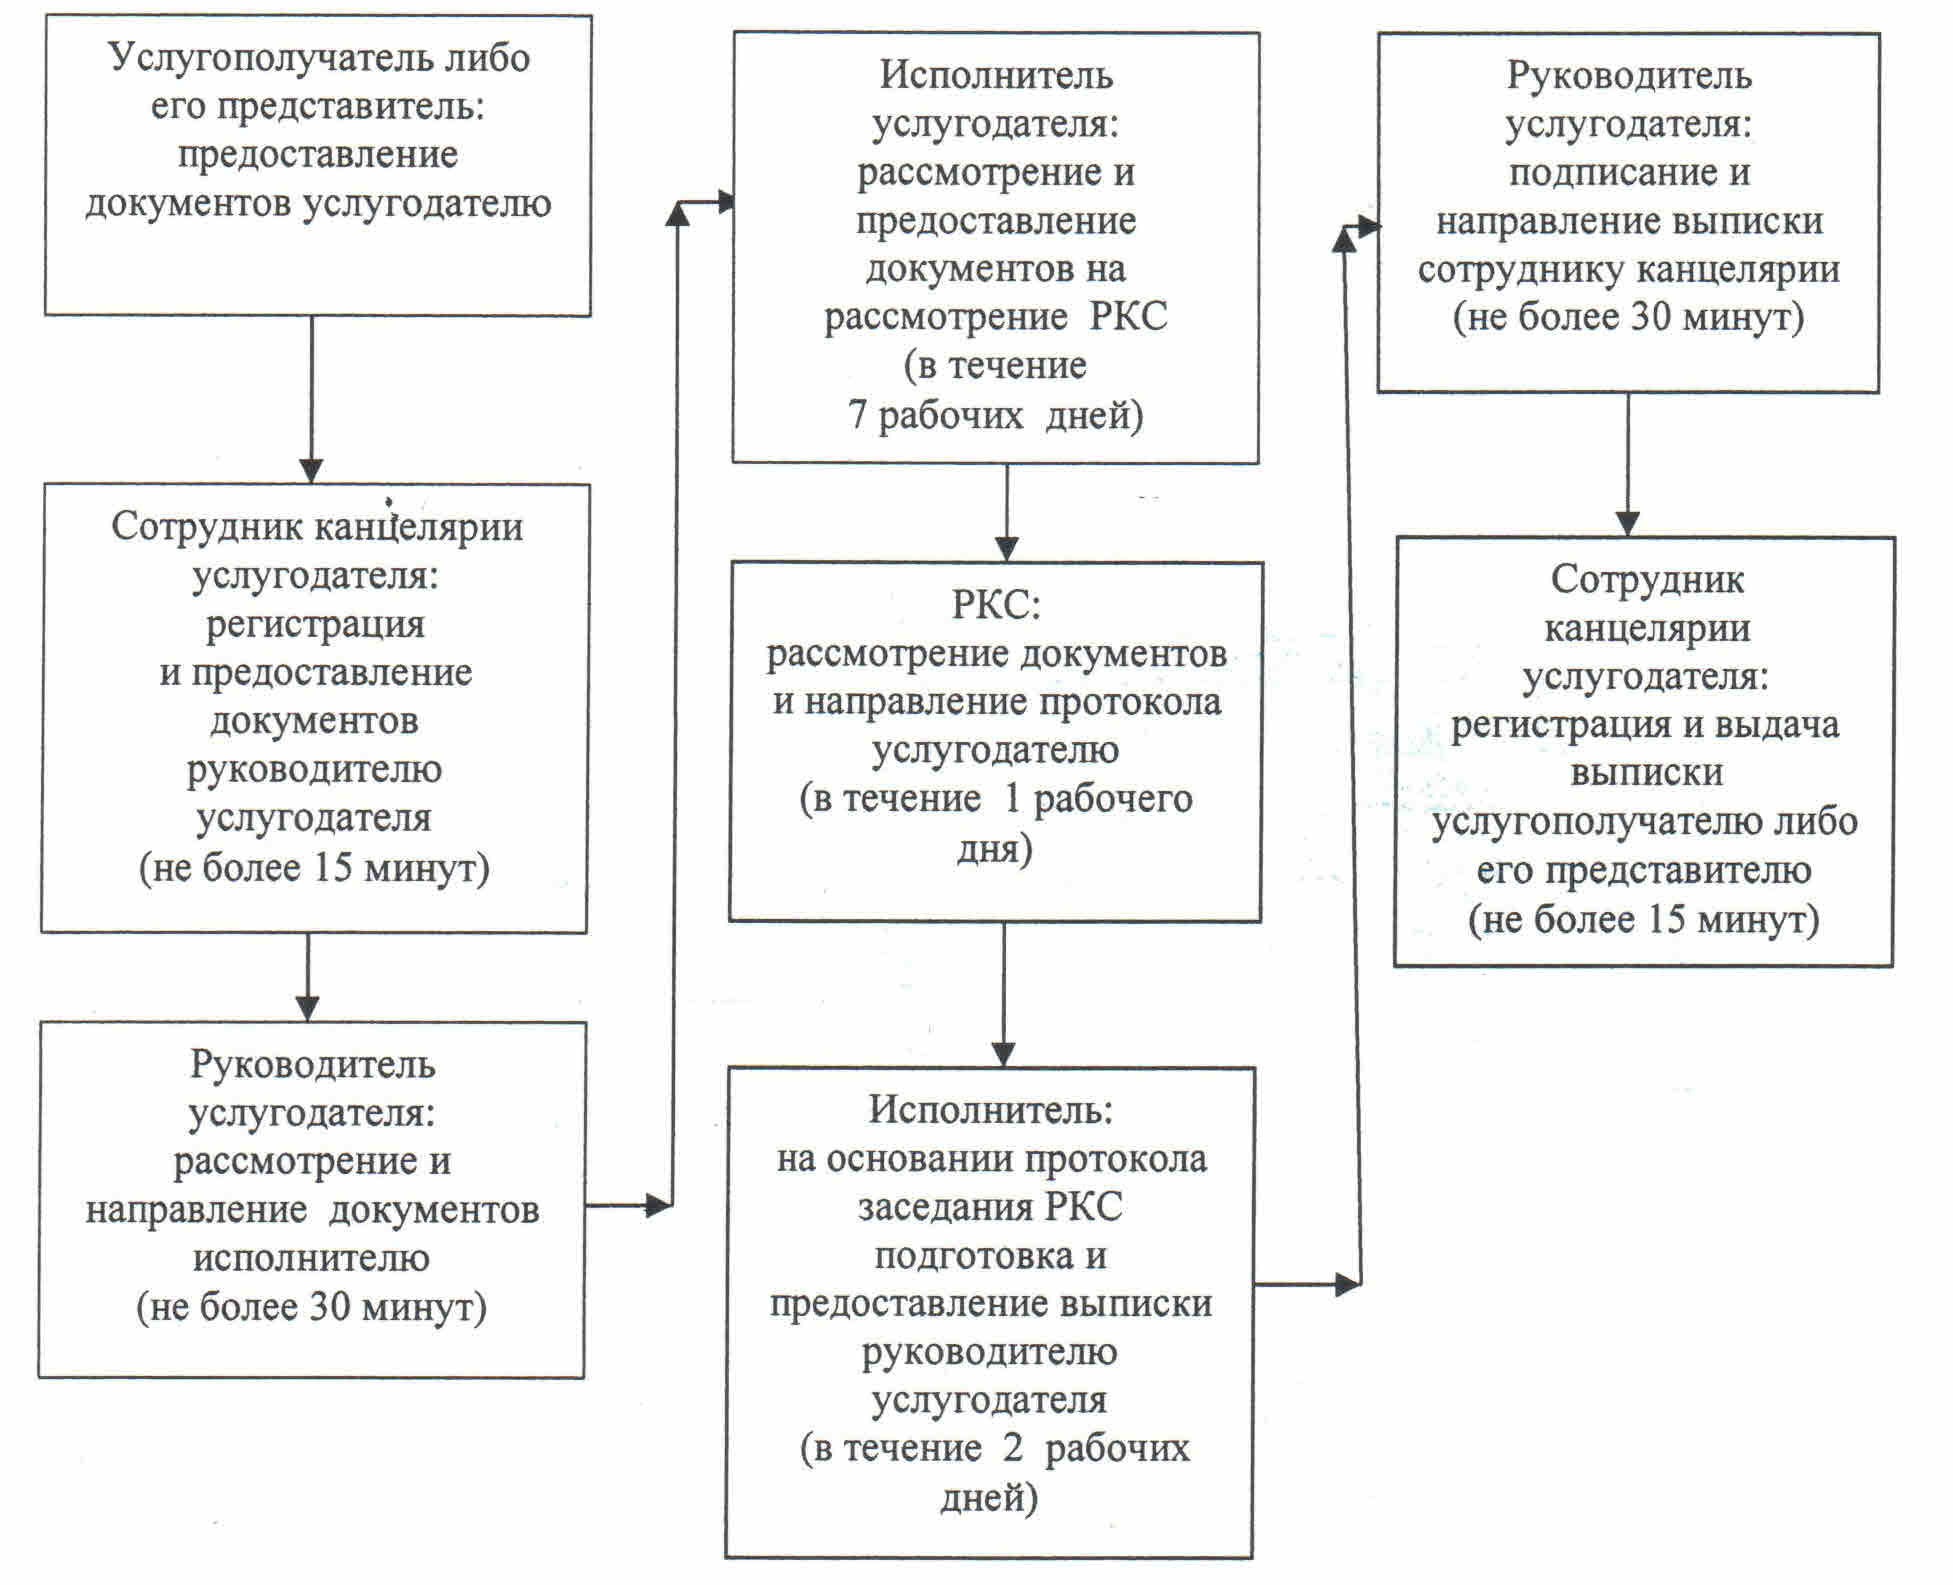 Услугополучатель либо
его представитель:
предоставление
документов услугодателю
Сотрудник канцелярии
услугодателя:
регистрация
и предоставление
документов
руководителю
услугодателя
(не более 15 минут)
Руководитель
услугодателя:
рассмотрение и
направление документов
исполнителю
(не более 30 минут)
Исполнитель
услугодателя:
рассмотрение и
предоставление
документов на
рассмотрение РКС
(в течение
7 рабочих дней)
РКС:
рассмотрение документов
и направление протокола
услугодателю
(в течение 1 рабочего
дня)
Исполнитель:
на основании протокола
заседания РКС
подготовка и
предоставление выписки
руководителю
услугодателя
(в течение 2 рабочих
дней)
Руководитель
услугодателя:
подписание и
направление выписки
сотруднику канцелярии
(не более 30 минут)
Сотрудник
канцелярии
услугодателя:
регистрация и выдача
выписки
услугополучателю либо
его представителю
(не более 15 минут)